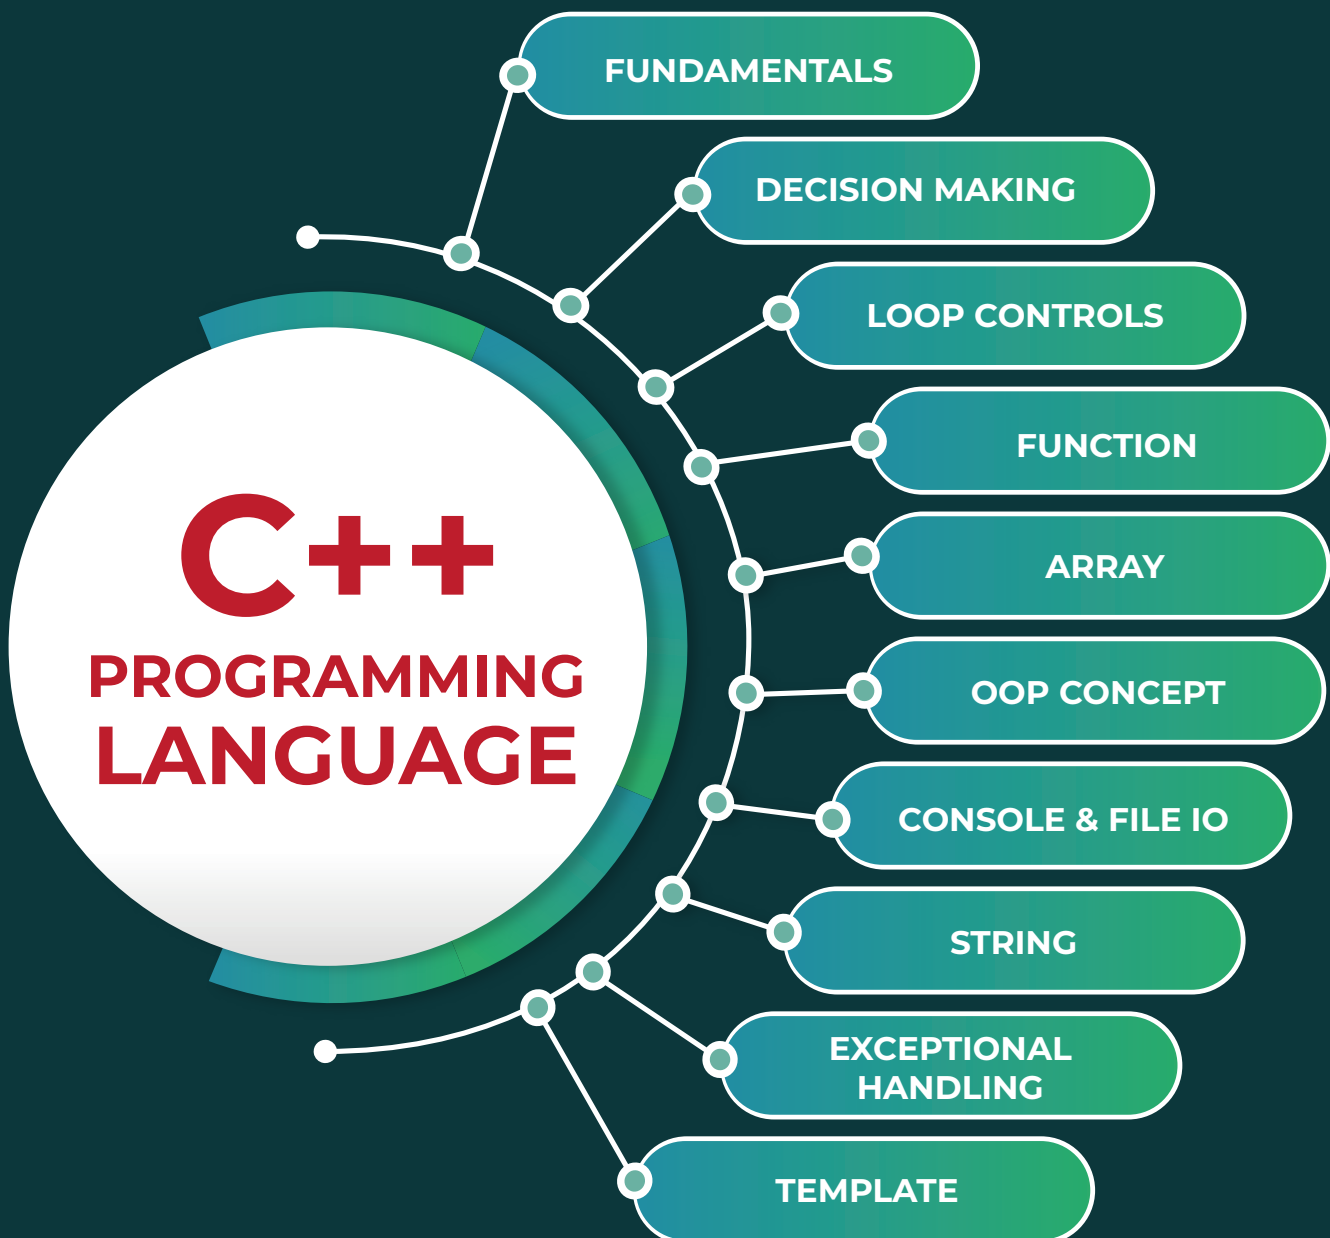 C++
PROGRAMMING
LANGUAGE
FUNDAMENTALS
DECISION MAKING
LOOP CONTROLS
FUNCTION
ARRAY
OOP CONCEPT
CONSOLE & FILE IO
STRING
EXCEPTIONAL
HANDLING
TEMPLATE